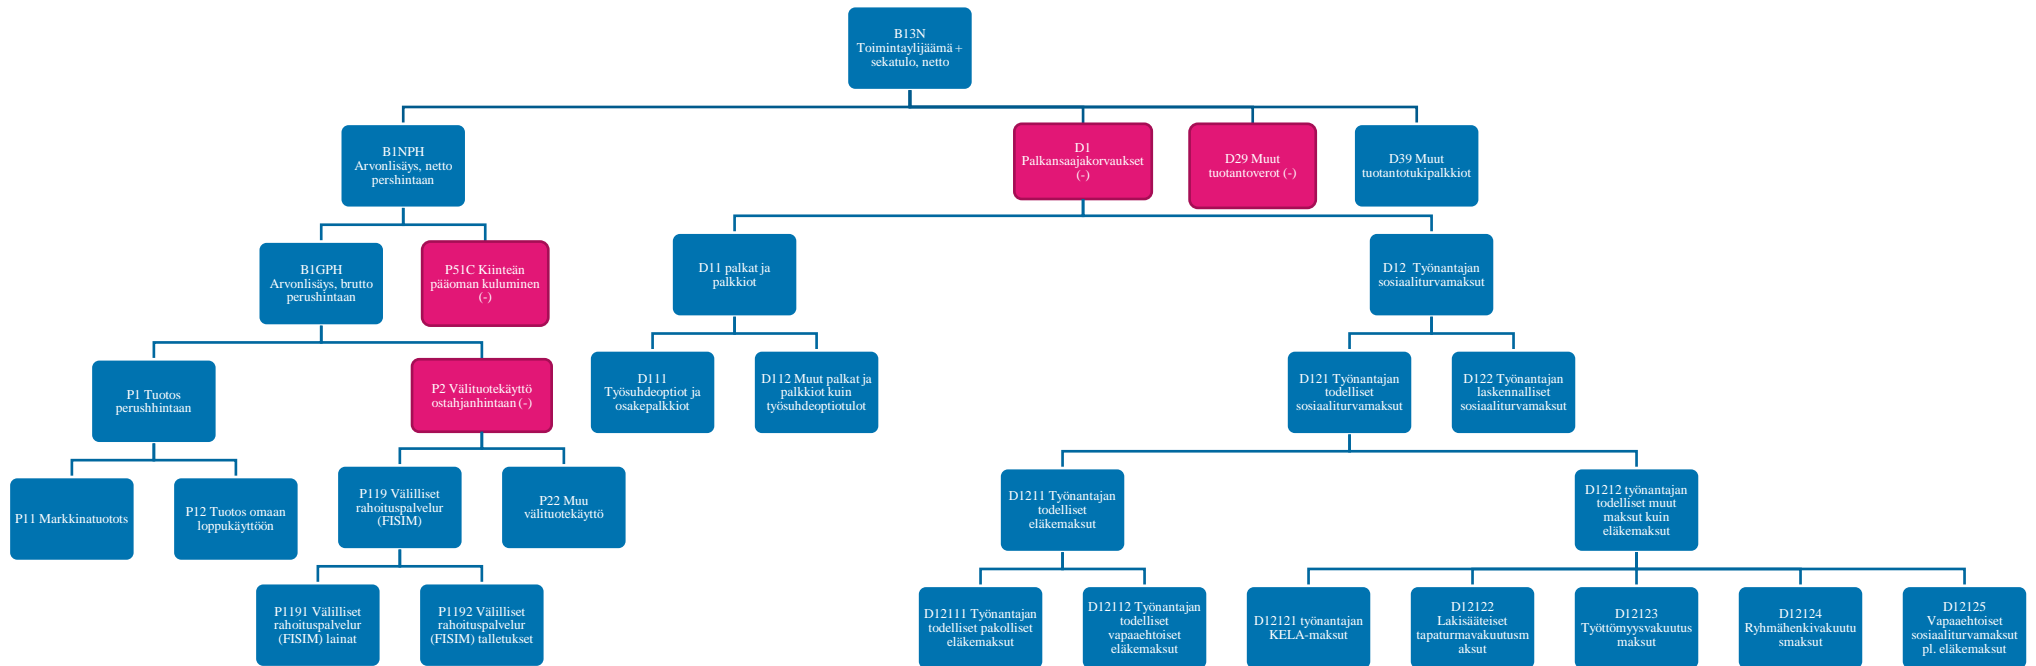 B13N
Toimintaylijäämä +
sekatulo, netto
B1NPH
Arvonlisäys, netto
pershintaan
D1
Palkansaajakorvaukset
(-)
D29 Muut
tuotantoverot (-)
D39 Muut
tuotantotukipalkkiot
B1GPH
Arvonlisäys, brutto
perushintaan
P51C Kiinteän
pääoman kuluminen
(-)
D11 palkat ja
palkkiot
D12 Työnantajan
sosiaaliturvamaksut
P1 Tuotos
perushhintaan
P2 Välituotekäyttö
ostahjanhintaan (-)
D111
Työsuhdeoptiot ja
osakepalkkiot
D112 Muut palkat ja
palkkiot kuin
työsuhdeoptiotulot
D121 Työnantajan
todelliset
sosiaaliturvamaksut
D122 Työnantajan
laskennalliset
sosiaaliturvamaksut
P11 Markkinatuotots
P12 Tuotos omaan
loppukäyttöön
P119 Välilliset
rahoituspalvelur
(FISIM)
P22 Muu
välituotekäyttö
D1211 Työnantajan
todelliset
eläkemaksut
D1212 työnantajan
todelliset muut
maksut kuin
eläkemaksut
P1191 Välilliset
rahoituspalvelur
(FISIM) lainat
P1192 Välilliset
rahoituspalvelur
(FISIM) talletukset
D12111 Työnantajan
todelliset pakolliset
eläkemaksut
D12112 Työnantajan
todelliset
vapaaehtoiset
eläkemaksut
D12121 työnantajan
KELA-maksut
D12122
Lakisääteiset
tapaturmavakuutusm
aksut
D12123
Työttömyysvakuutus
maksut
D12124
Ryhmähenkivakuutu
smaksut
D12125
Vapaaehtoiset
sosiaaliturvamaksut
pl. eläkemaksut